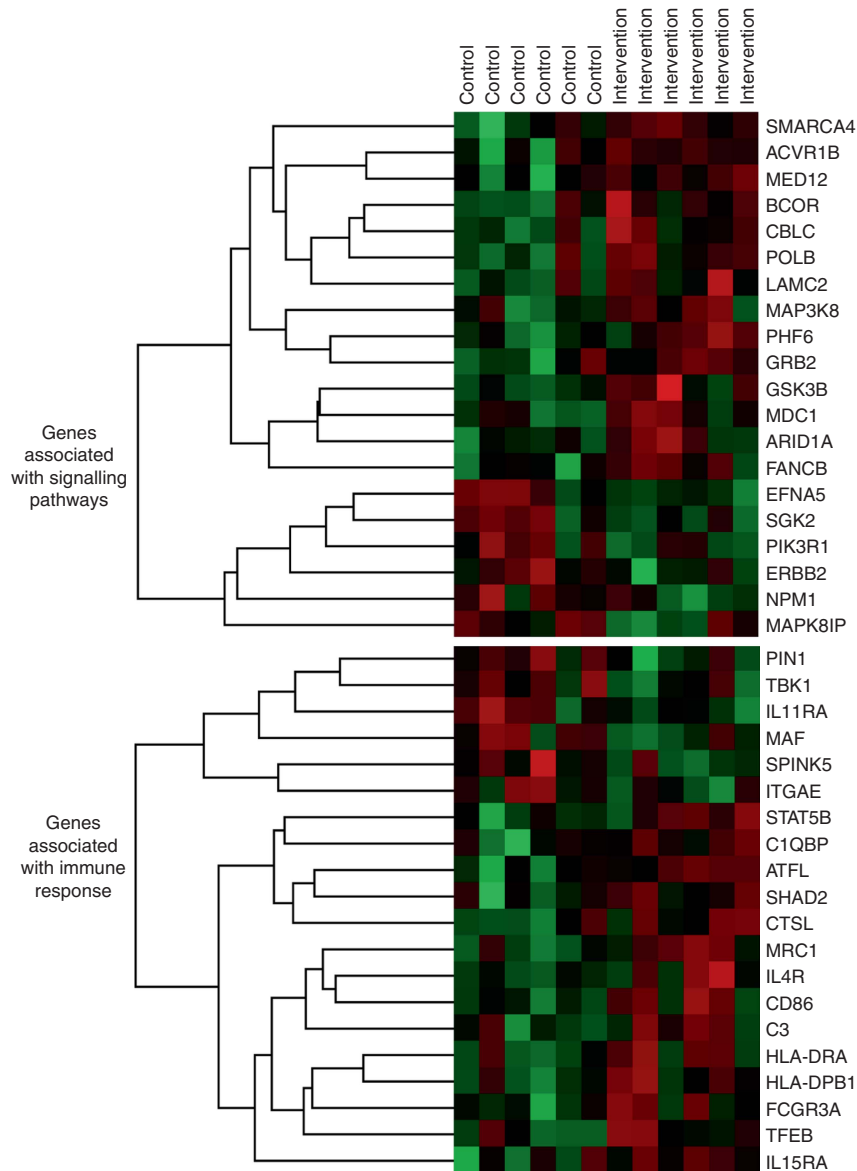 Control
Control
Control
Control
Control
Control
Intervention
Intervention
Intervention
Intervention
Intervention
Intervention
Genes
associated
with signalling
pathways
SMARCA4
ACVR1B
MED12
BCOR
CBLC
POLB
LAMC2
MAP3K8
PHF6
GRB2
GSK3B
MDC1
ARID1A
FANCB
EFNA5
SGK2
PIK3R1
ERBB2
NPM1
MAPK8IP
Genes
associated
with immune
response
PIN1
TBK1
IL11RA
MAF
SPINK5
ITGAE
STAT5B
C1QBP
ATFL
SHAD2
CTSL
MRC1
IL4R
CD86
C3
HLA-DRA
HLA-DPB1
FCGR3A
TFEB
IL15RA